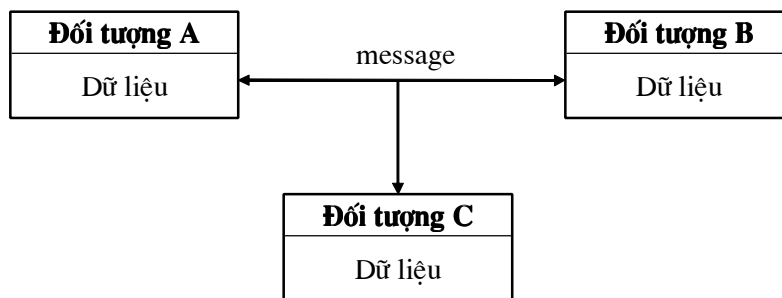 Đối tượng A
Đối tượng B
message
Dữ liệu
Dữ liệu
Đối tượng C
Dữ liệu